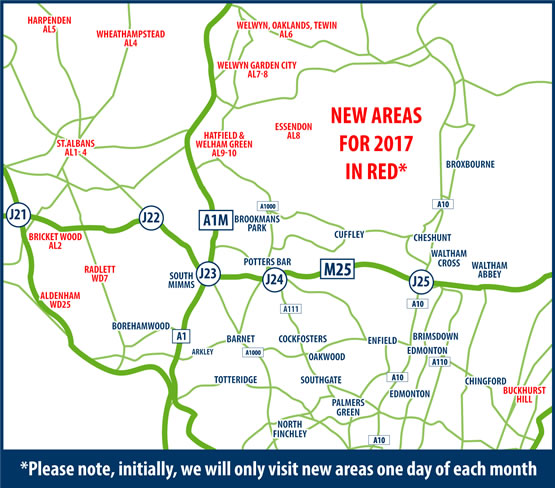 HARPENDEN
AL5
WHEATHAMPSTEAD
AL4
WELWYN, OAKLANDS, TEWIN
AL6
WELWYN GARDEN CITY
AL7-8
NEW AREAS
FOR 2017
IN RED*
ESSENDON
AL8
HATFIELD &
WELHAM GREEN
AL9-10
ST.ALBANS
AL1- 4
BROXBOURNE
A10
A1000
J21
J22
A1M
BROOKMANS
PARK
CUFFLEY
CHESHUNT
BRICKET WOOD
AL2
WALTHAM
CROSS
WALTHAM
ABBEY
POTTERS BAR
M25
RADLETT
WD7
SOUTH
MIMMS
J23
J24
J25
ALDENHAM
WD25
A10
A111
BOREHAMWOOD
A1
BARNET
COCKFOSTERS
ENFIELD
BRIMSDOWN
ARKLEY
A1000
OAKWOOD
EDMONTON
A110
TOTTERIDGE
SOUTHGATE
A10
CHINGFORD
EDMONTON
BUCKHURST
HILL
PALMERS
GREEN
NORTH
FINCHLEY
A10
*Please note, initially, we will only visit new areas one day of each month